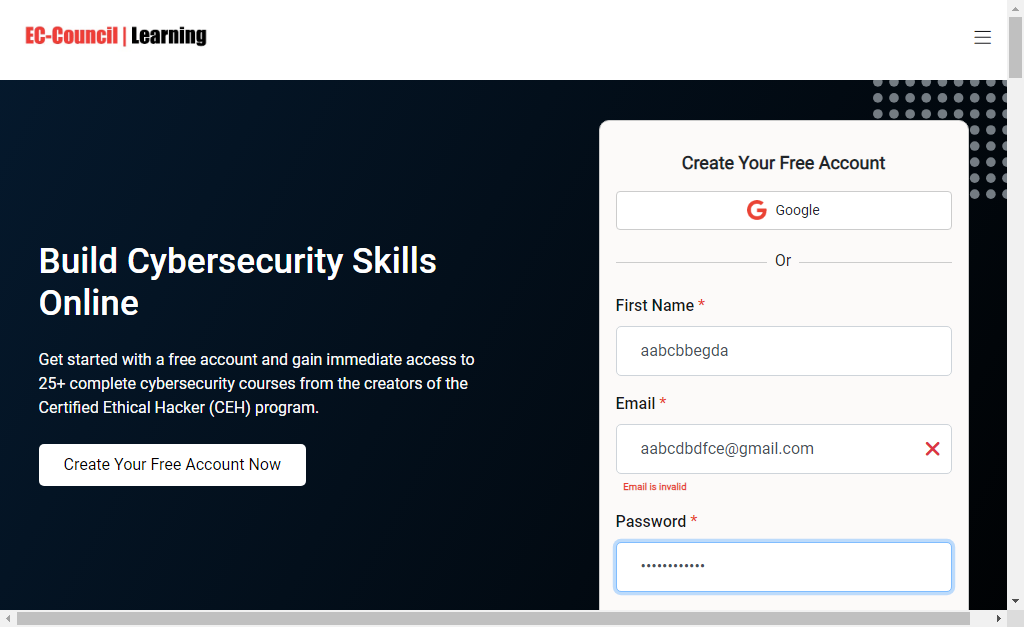 EC-Council | Learning
Build Cybersecurity Skills
Online
Get started with a free account and gain immediate access to
25+ complete cybersecurity courses from the creators of the
Certified Ethical Hacker (CEH) program.
Create Your Free Account Now
Create Your Free Account
Google
Or
First Name *
aabcbbegda
Email *
aabcdbdfce@gmail.com
Email is invalid
Password *
••••••••••••